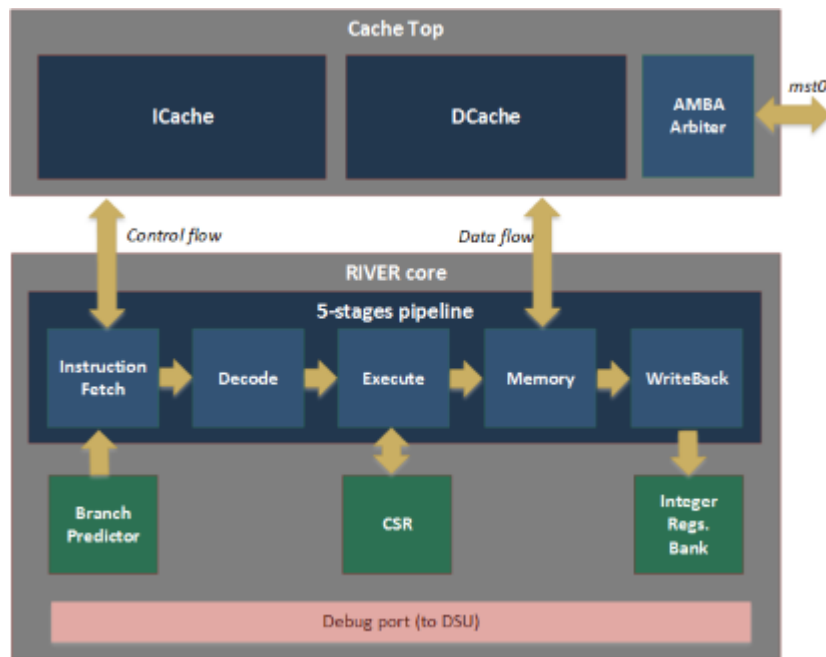 Cache Top
ICache
DCache
AMBA
Arbiter
mst0
Control flow
Data flow
RIVER core
5-stages pipeline
Instruction
Fetch
Decode
Execute
Memory
WriteBack
Branch
Predictor
CSR
Integer
Regs.
Bank
Debug port (to DSU)